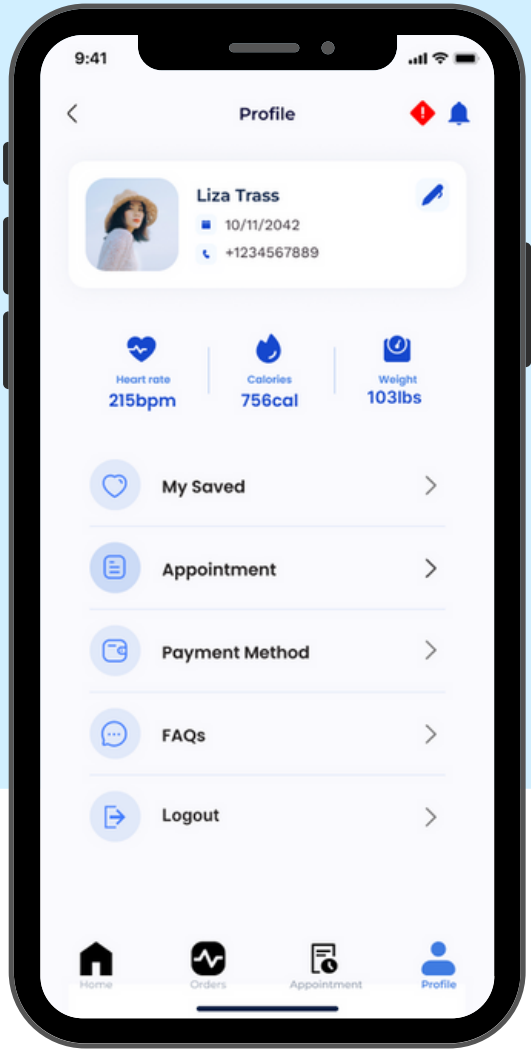 9:41
Profile
Liza Trass
10/11/2042
+1234567889
Heart rate
Calories
Weight
215bpm
756cal
103lbs
My Saved
Appointment
Payment Method
FAQs
Logout
Home
Orders
Appointment
Profile